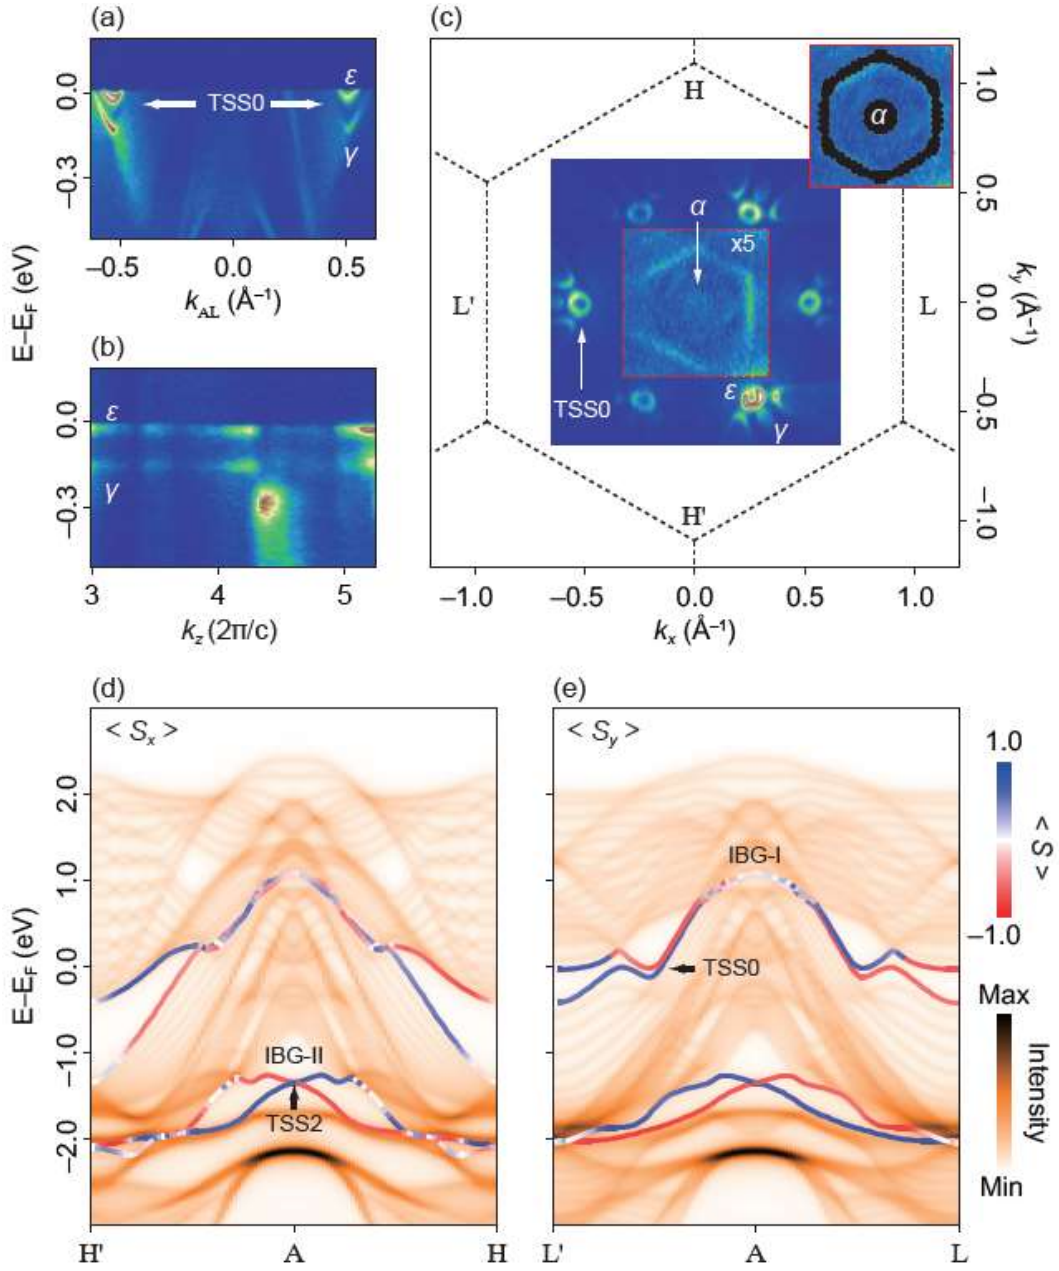 (a)
ε
TSS0
γ
0.0
−0.3
−0.5
0.0
0.5
k_AL (Å⁻¹)
E−E_F (eV)
(b)
ε
γ
0.0
−0.3
3
4
5
k_z (2π/c)
(c)
H
α
α
x5
L'
L
TSS0
ε
γ
H'
1.0
0.5
0.0
−0.5
−1.0
k_y (Å⁻¹)
−1.0
−0.5
0.0
0.5
1.0
k_x (Å⁻¹)
(d)
< S_x >
2.0
1.0
0.0
−1.0
−2.0
E−E_F (eV)
IBG-II
TSS2
H'
A
H
(e)
< S_y >
IBG-I
TSS0
L'
A
L
1.0
< S >
−1.0
Max
Intensity
Min